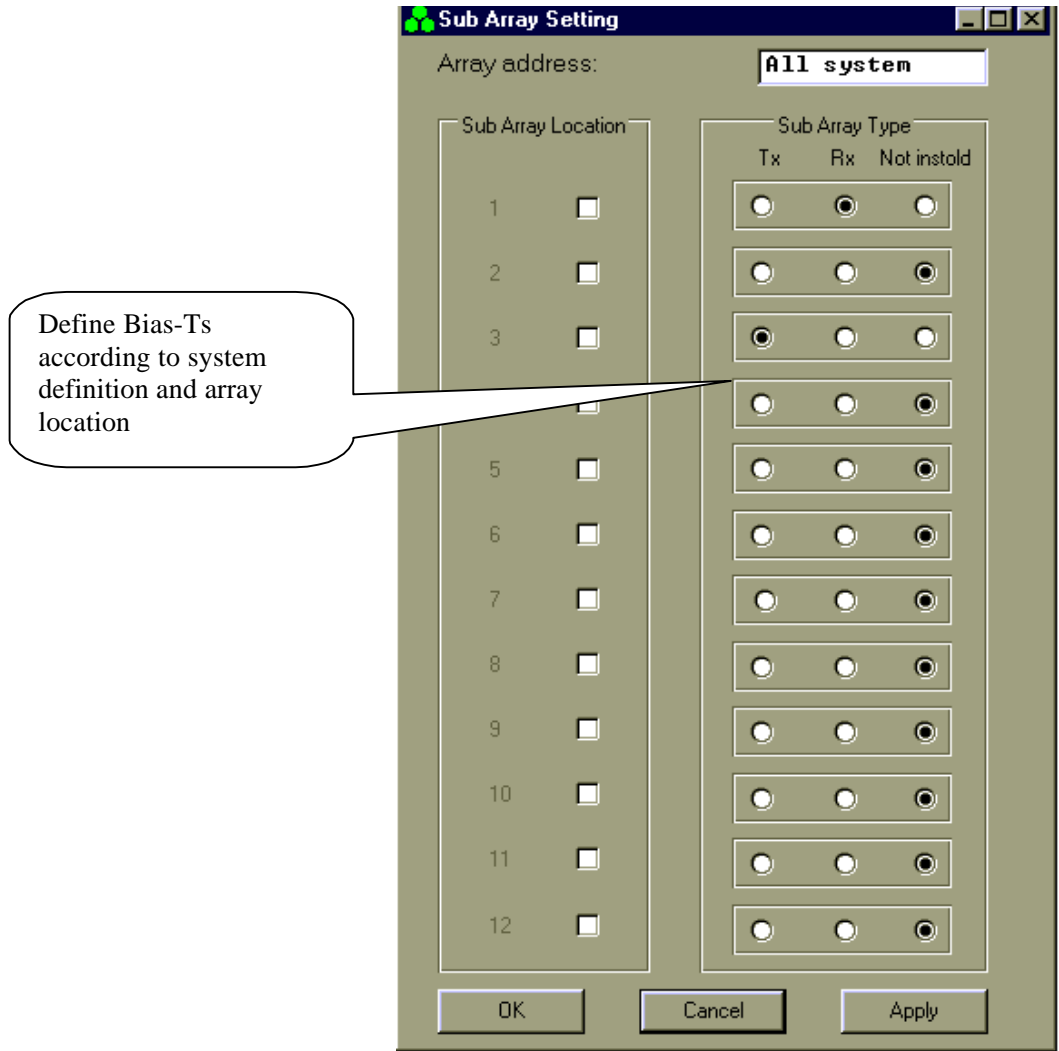 Sub Array Setting
Array address: All system
Sub Array Location Sub Array Type
Tx Rx Not instold
1
2
Define Bias-Ts
according to system
definition and array
location
3
5
6
7
8
9
10
11
12
OK Cancel Apply